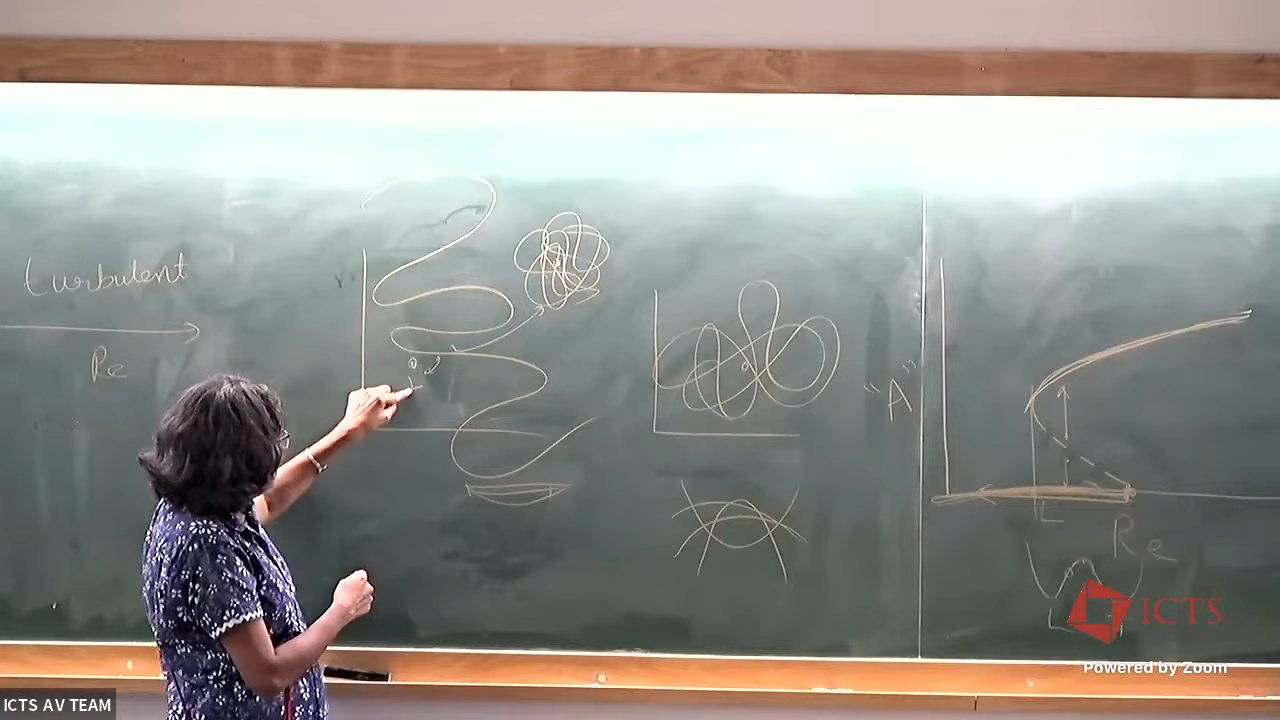 turbulent
Re
"A"
L
Re
L
ICTS
Powered by Zoom
ICTS AV TEAM